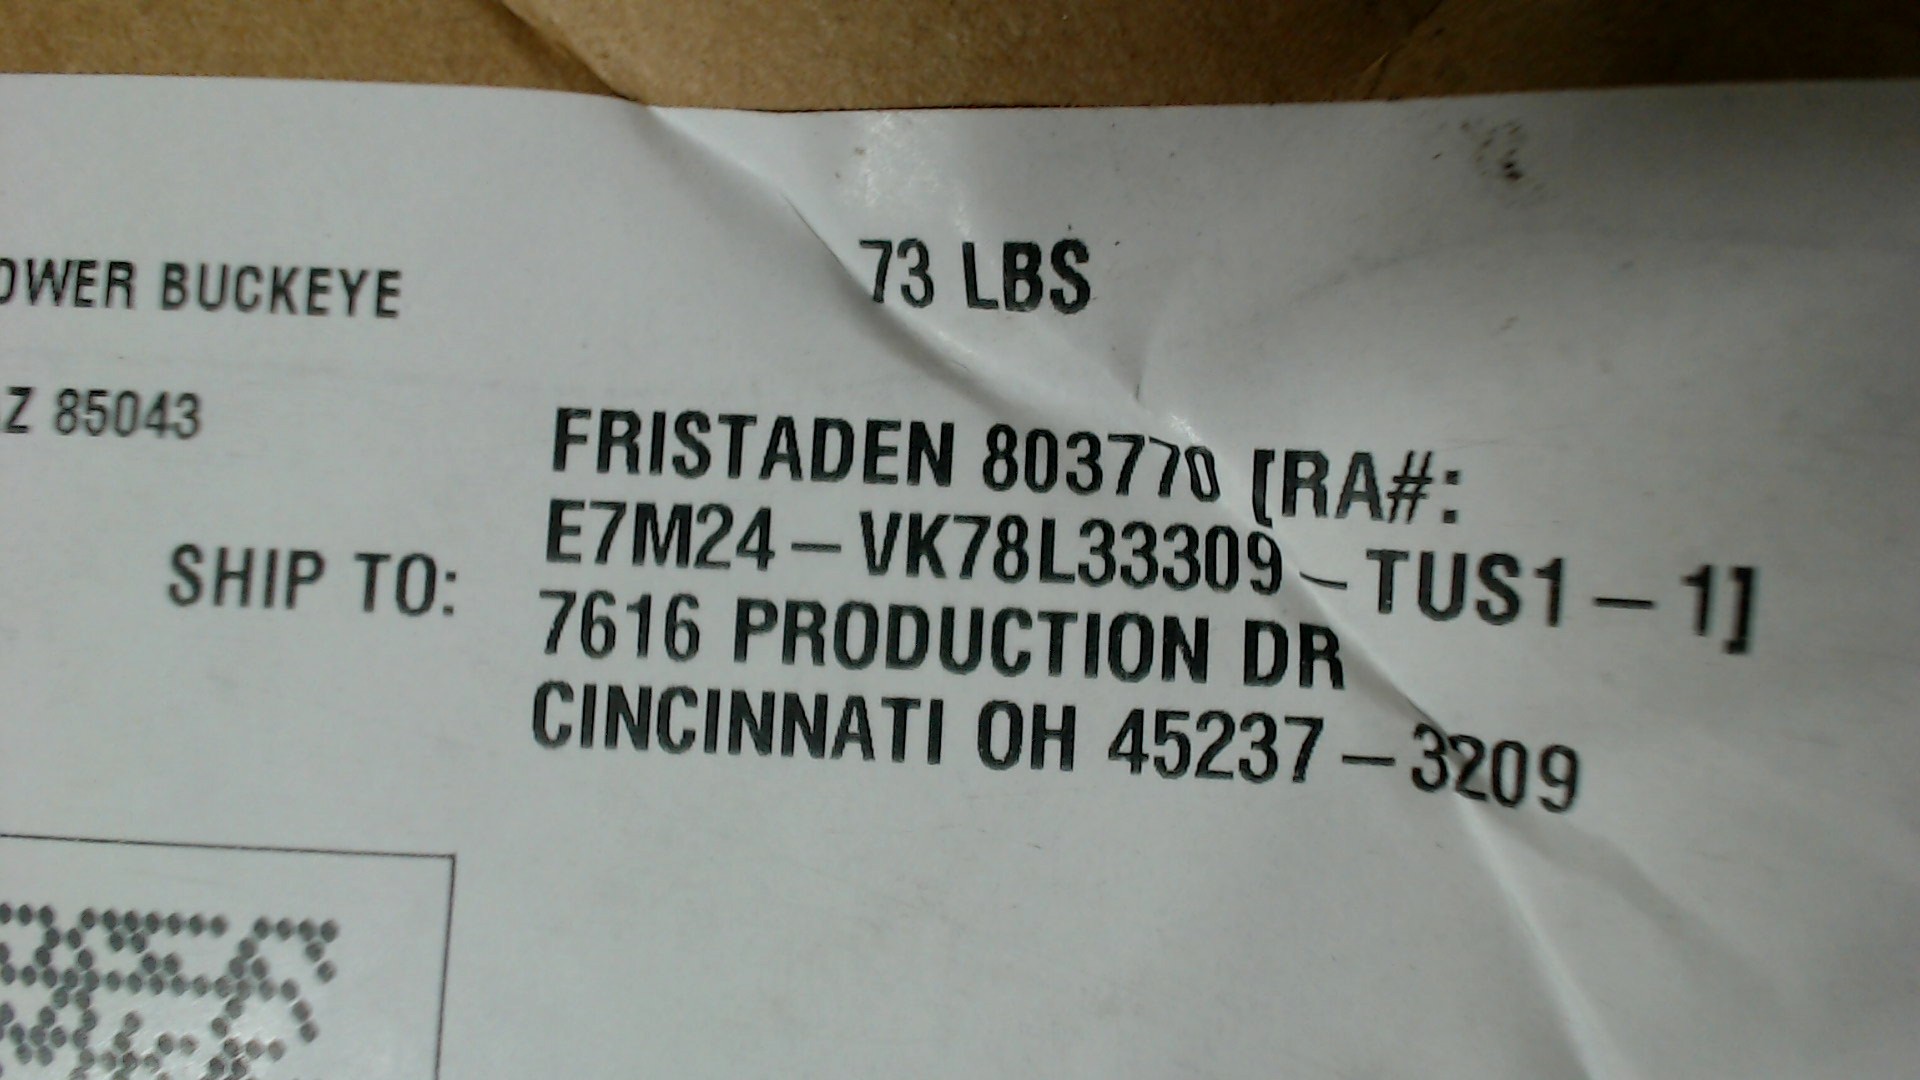 OWER BUCKEYE
73 LBS
Z 85043
FRISTADEN 803770 [RA#:
E7M24-VK78L33309--TUS1-1]
SHIP TO:
7616 PRODUCTION DR
CINCINNATI OH 45237-3209